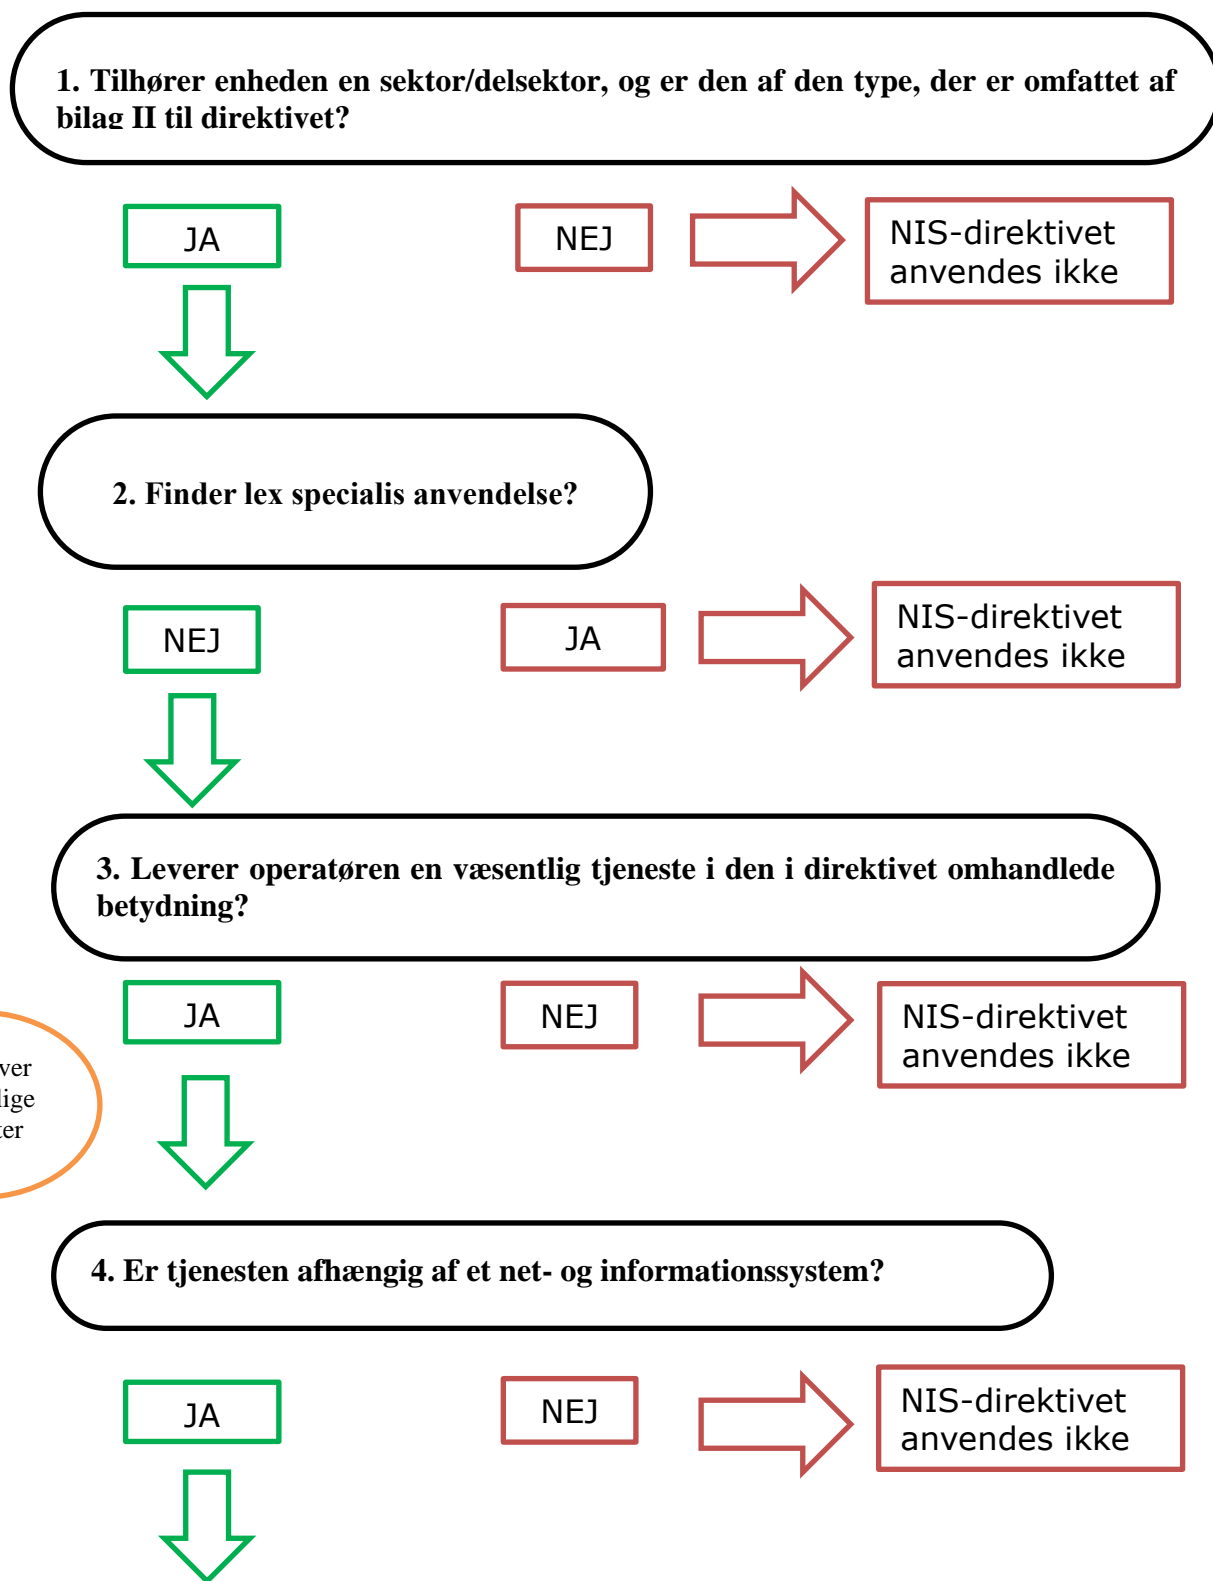 1. Tilhører enheden en sektor/delsektor, og er den af den type, der er omfattet af
bilag II til direktivet?
JA
NEJ
NIS-direktivet
anvendes ikke
2. Finder lex specialis anvendelse?
NEJ
JA
NIS-direktivet
anvendes ikke
3. Leverer operatøren en væsentlig tjeneste i den i direktivet omhandlede
betydning?
JA
NEJ
NIS-direktivet
anvendes ikke
ver
lige
ter
4. Er tjenesten afhængig af et net- og informationssystem?
JA
NEJ
NIS-direktivet
anvendes ikke